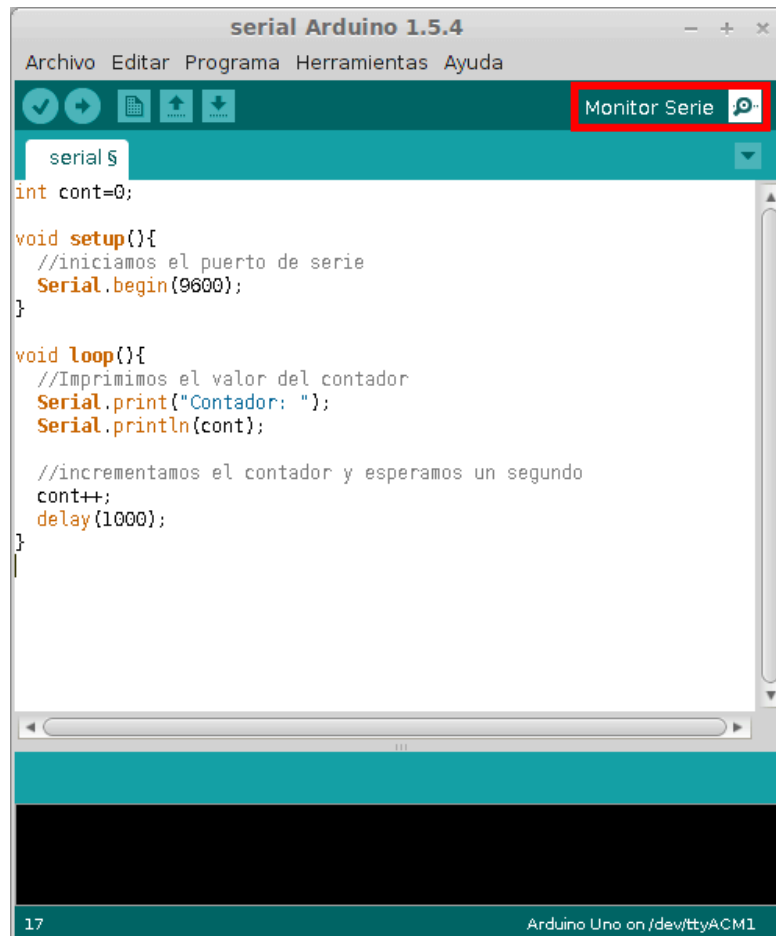 serial Arduino 1.5.4
Archivo Editar Programa Herramientas Ayuda
Monitor Serie
serial §
int cont=0;
void setup(){
//iniciamos el puerto de serie
Serial.begin(9600);
}
void loop(){
//Imprimimos el valor del contador
Serial.print("Contador: ");
Serial.println(cont);
//incrementamos el contador y esperamos un segundo
cont++;
delay(1000);
}
17
Arduino Uno on /dev/ttyACM1